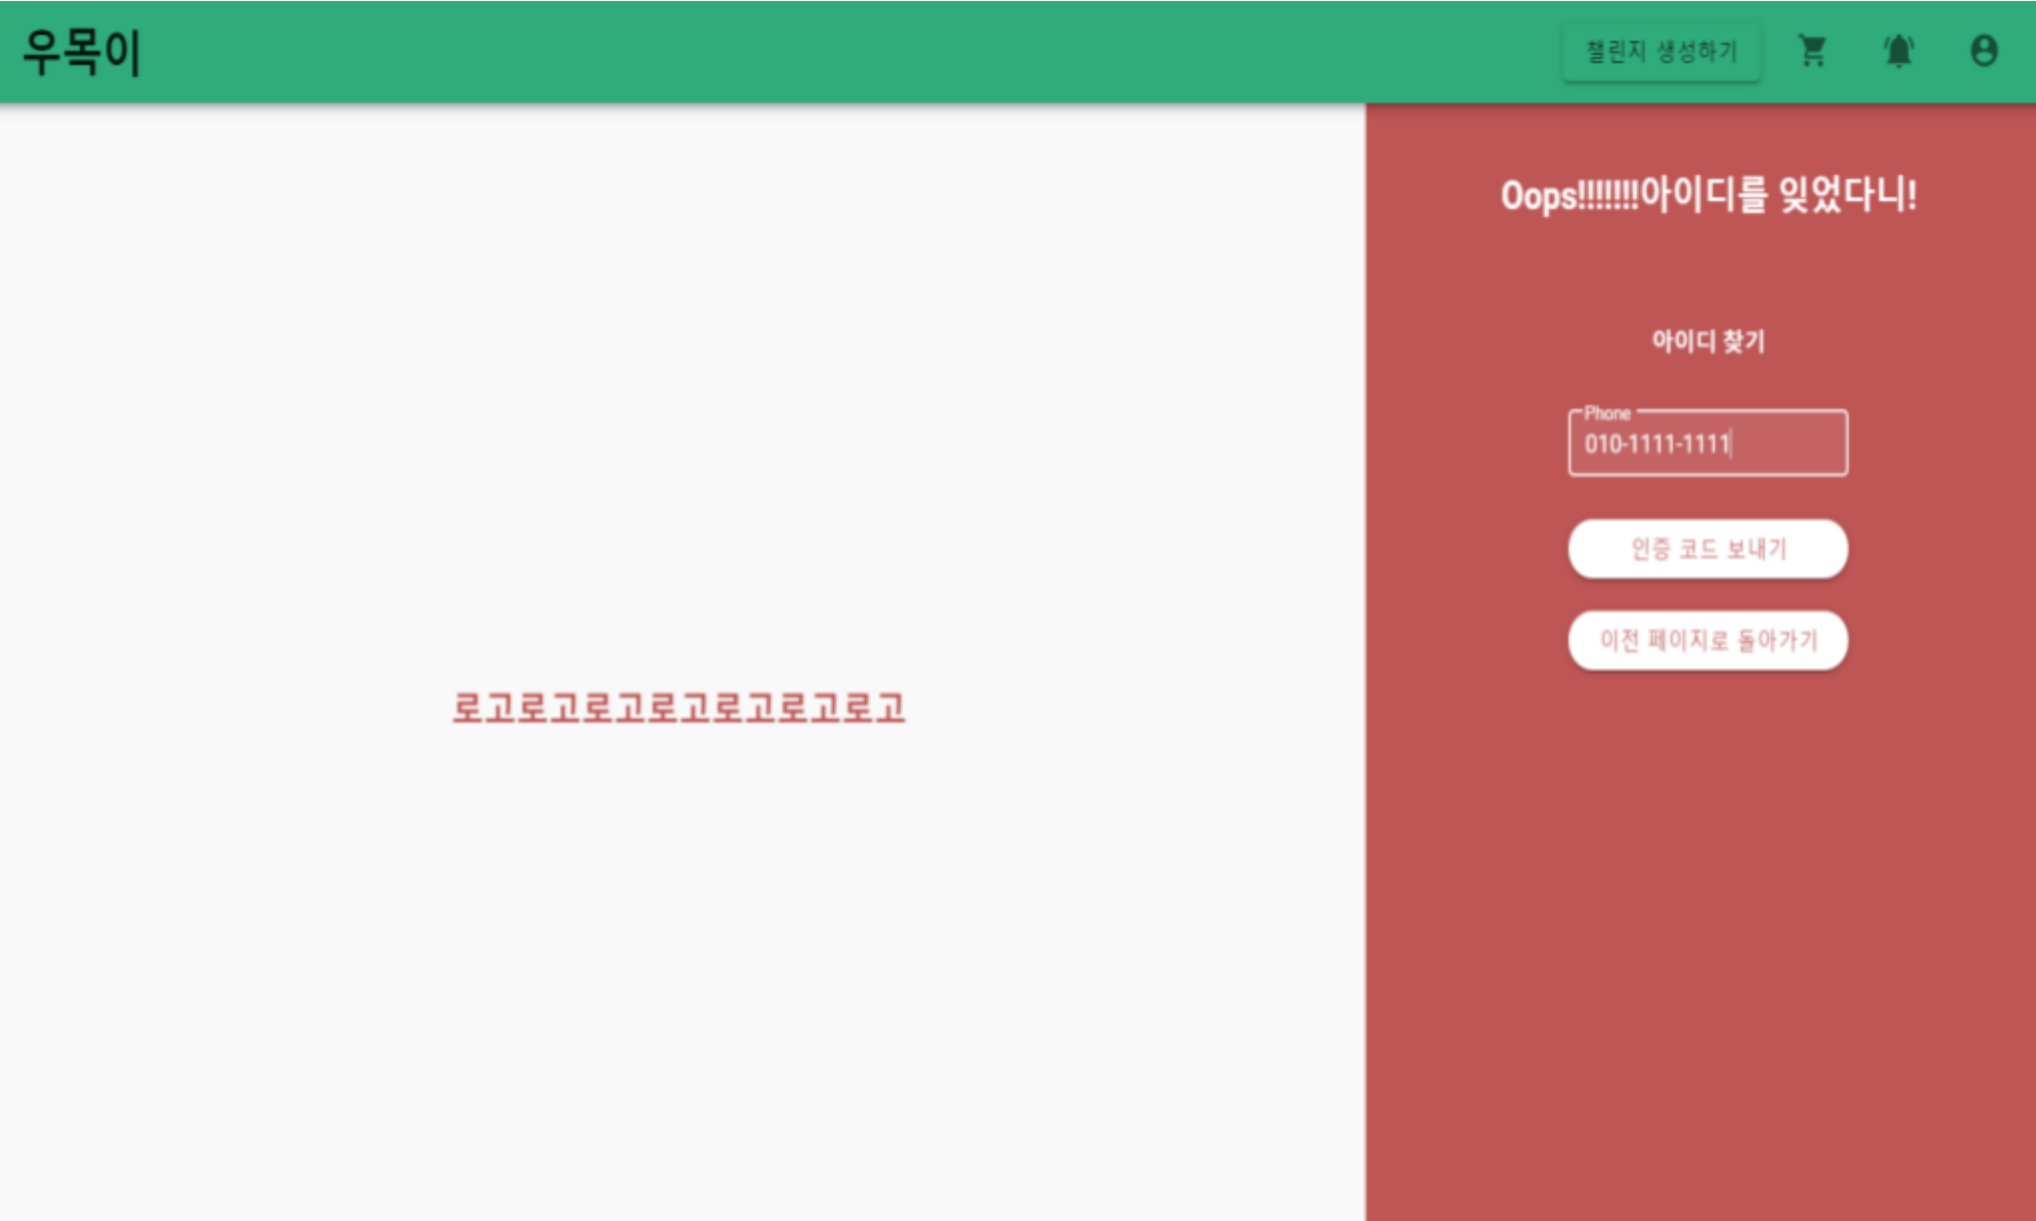 우목이
챌린지 생성하기
Oops!!!!!!!아이디를 잊었다니!
아이디 찾기
Phone
010-1111-1111
인증 코드 보내기
이전 페이지로 돌아가기
로고로고로고로고로고로고로고